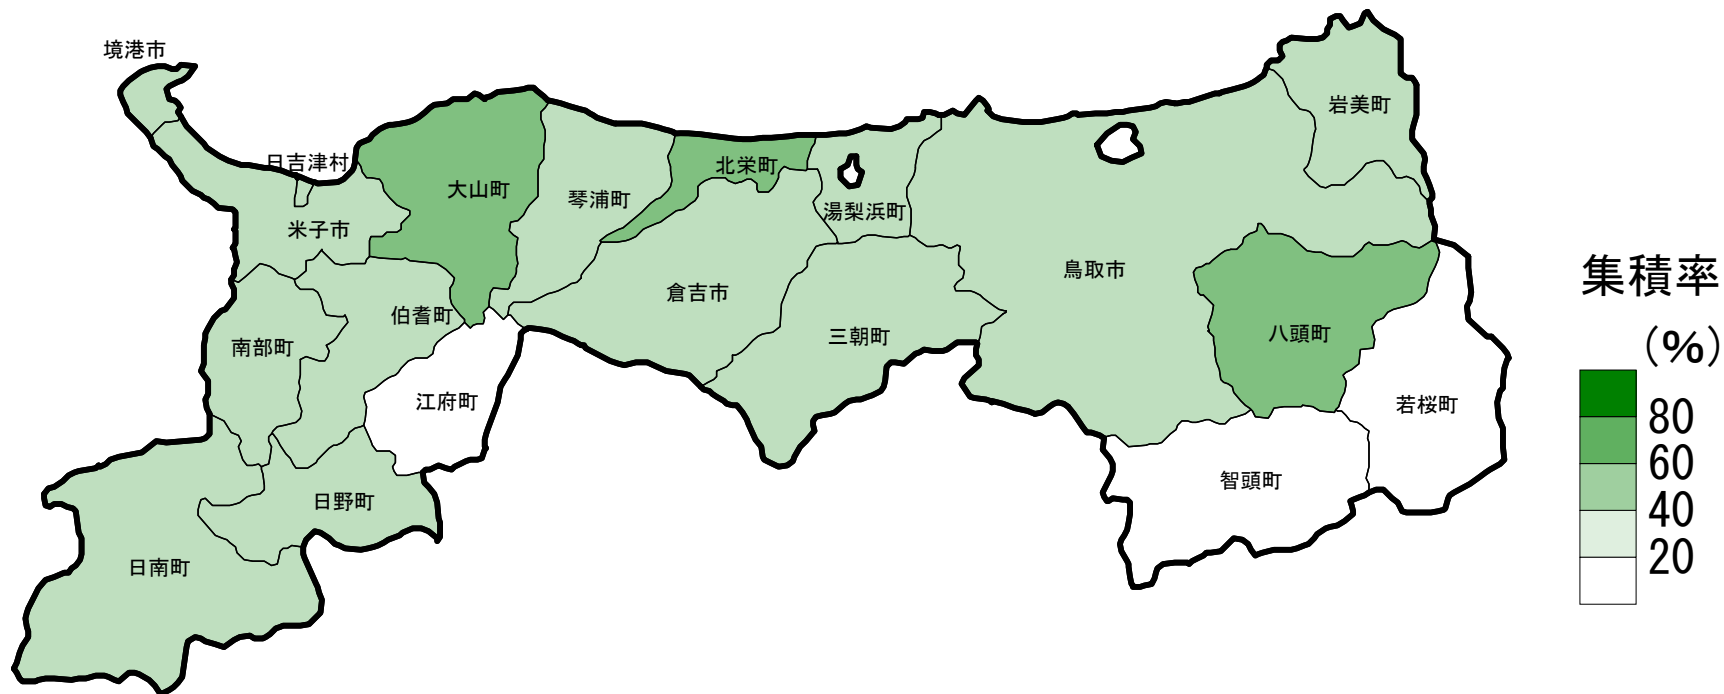 境港市
岩美町
日吉津村
北栄町
大山町
琴浦町
湯梨浜町
米子市
鳥取市
倉吉市
伯耆町
八頭町
三朝町
南部町
江府町
若桜町
智頭町
日野町
日南町
集積率
(%)
80
60
40
20